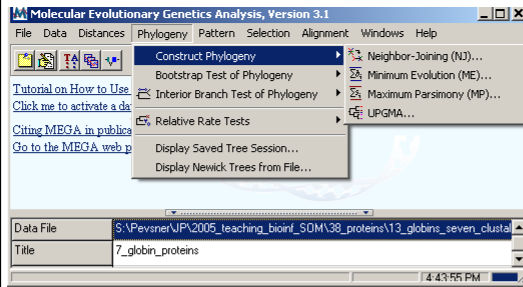 Molecular Evolutionary Genetics Analysis, Version 3.1
File Data Distances Phylogeny Pattern Selection Alignment Windows Help
Construct Phylogeny
Bootstrap Test of Phylogeny
Interior Branch Test of Phylogeny
Relative Rate Tests
Display Saved Tree Session...
Display Newick Trees from File...
Neighbor-Joining (NJ)...
Minimum Evolution (ME)...
Maximum Parsimony (MP)...
UPGMA...
Tutorial on How to Use
Click me to activate a da
Citing MEGA in publica
Go to the MEGA web p
Data File S:\Pevsner\JP\2005_teaching_bioinf_SOM\38_proteins\13_globins_seven_clustal
Title 7_globin_proteins
4:43:55 PM